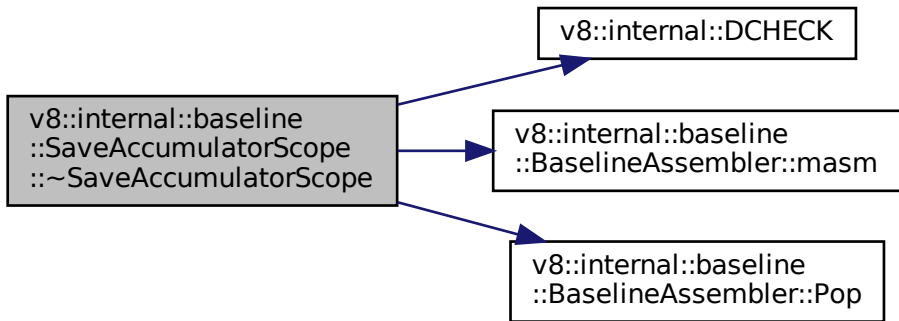 v8::internal::DCHECK
v8::internal::baseline
::SaveAccumulatorScope
::~SaveAccumulatorScope
v8::internal::baseline
::BaselineAssembler::masm
v8::internal::baseline
::BaselineAssembler::Pop